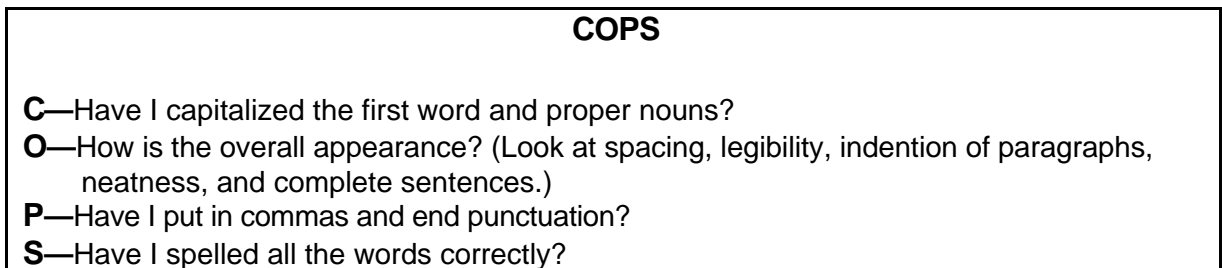 COPS
C—Have I capitalized the first word and proper nouns?
O—How is the overall appearance? (Look at spacing, legibility, indention of paragraphs,
neatness, and complete sentences.)
P—Have I put in commas and end punctuation?
S—Have I spelled all the words correctly?